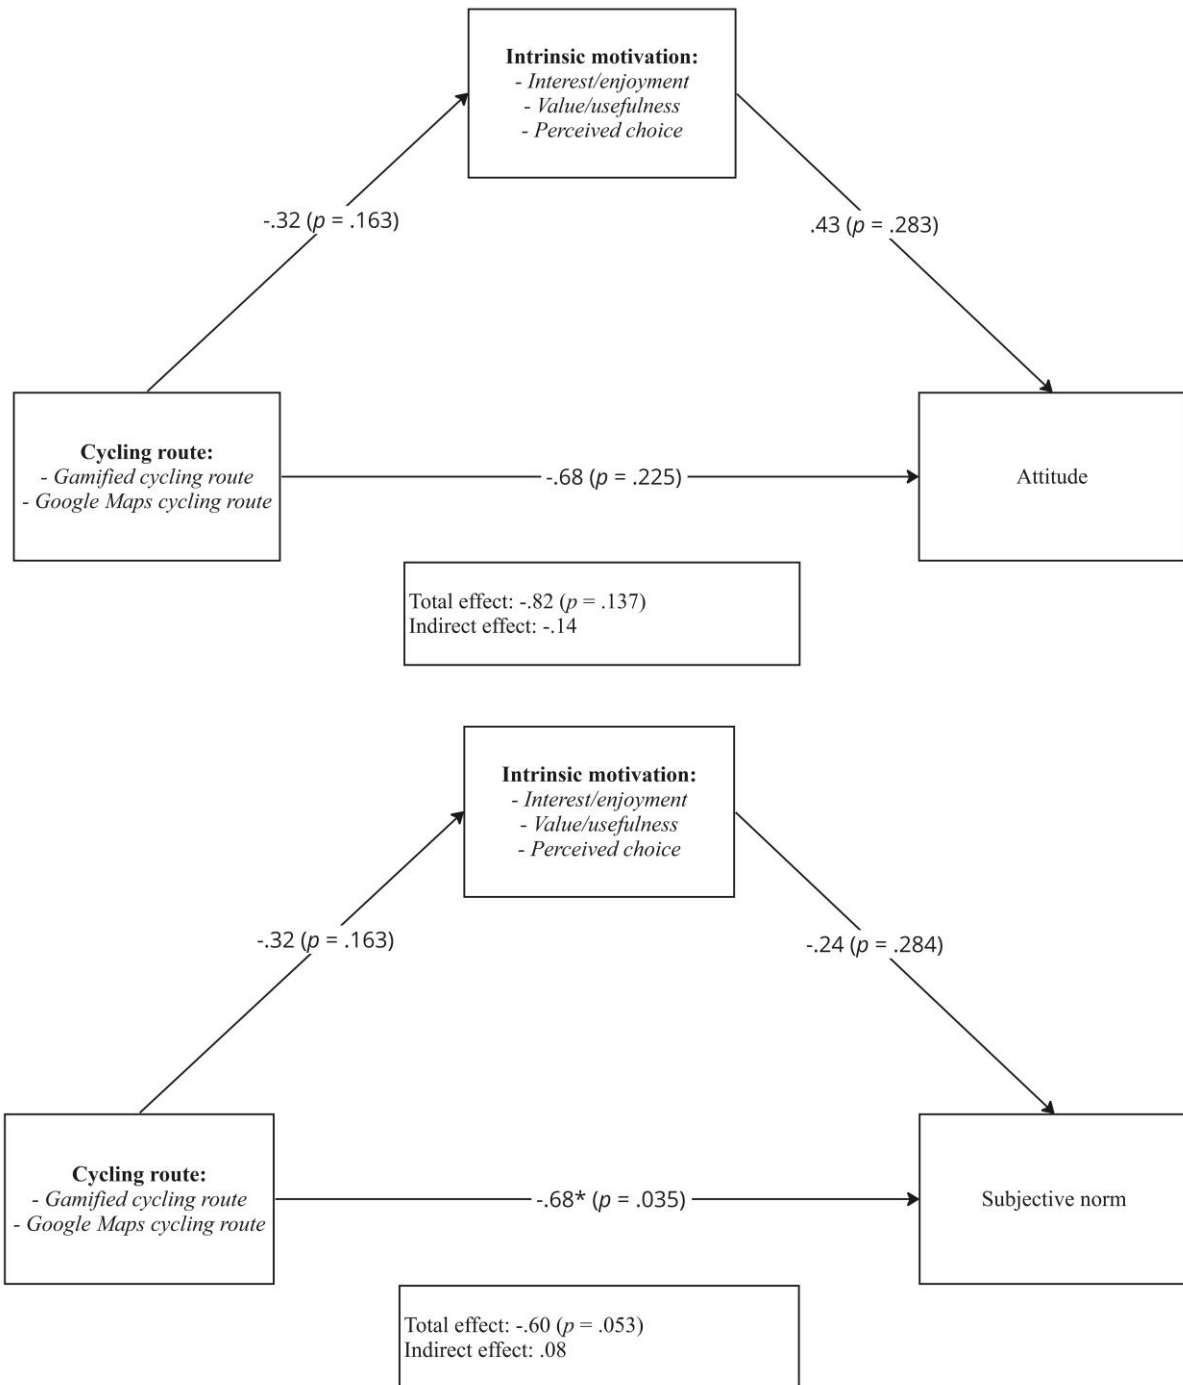 Intrinsic motivation:
- Interest/enjoyment
- Value/usefulness
- Perceived choice
-.32 (p = .163)
.43 (p = .283)
Cycling route:
- Gamified cycling route
- Google Maps cycling route
-.68 (p = .225)
Attitude
Total effect: -.82 (p = .137)
Indirect effect: -.14
Intrinsic motivation:
- Interest/enjoyment
- Value/usefulness
- Perceived choice
-.32 (p = .163)
-.24 (p = .284)
Cycling route:
- Gamified cycling route
- Google Maps cycling route
-.68* (p = .035)
Subjective norm
Total effect: -.60 (p = .053)
Indirect effect: .08